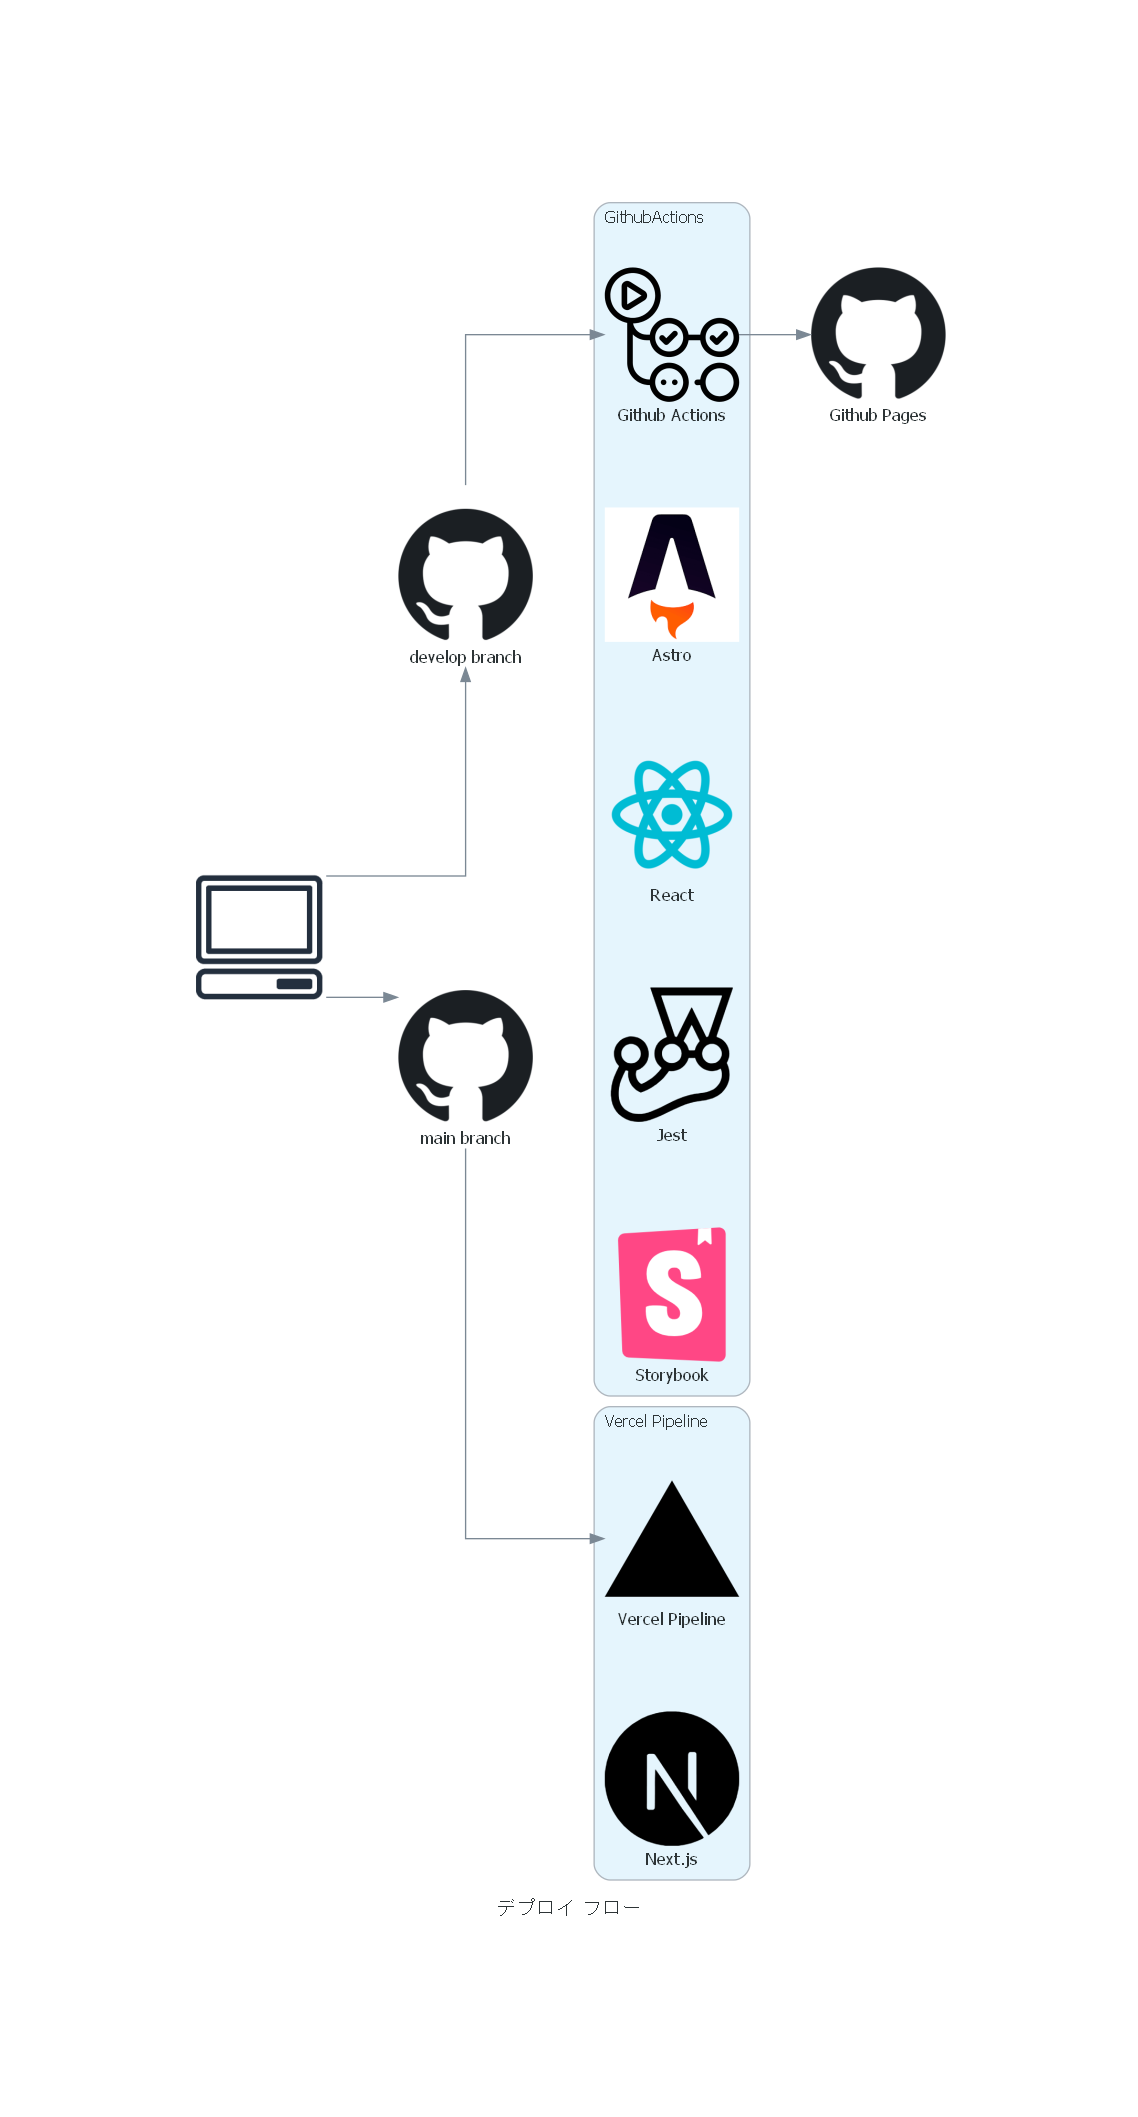 GithubActions
Github Actions
Github Pages
Astro
develop branch
React
Jest
main branch
Storybook
Vercel Pipeline
Vercel Pipeline
Next.js
デプロイ フロー